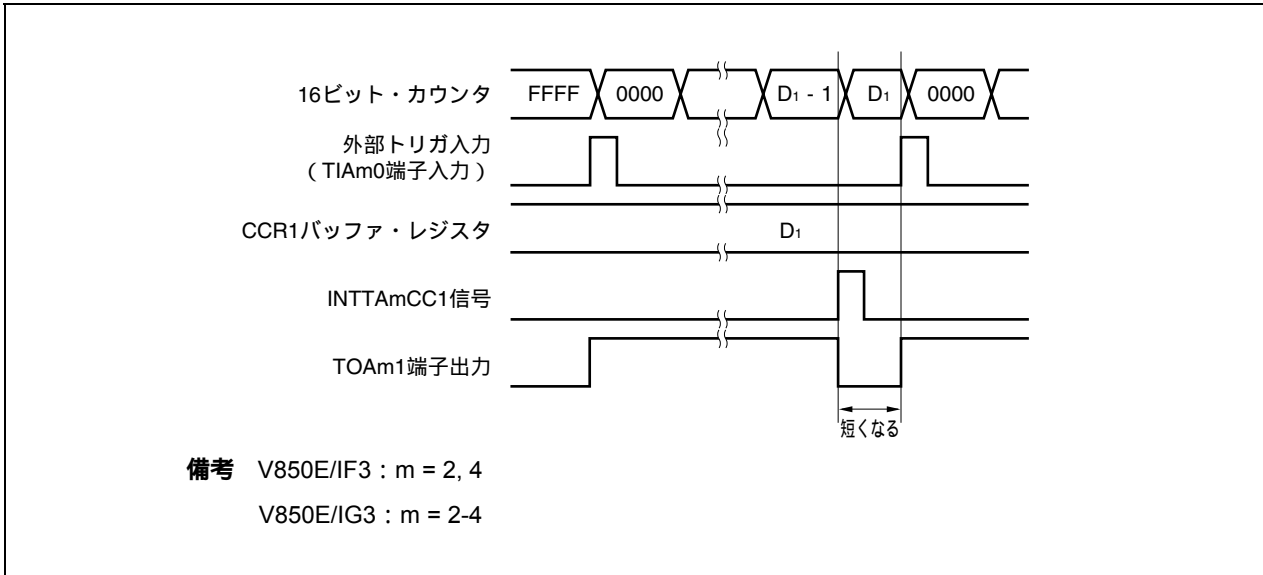 16ビット・カウンタ FFFF 0000 D1 - 1 D1 0000
外部トリガ入力
（TIAm0端子入力）
CCR1バッファ・レジスタ D1
INTTAmCC1信号
TOAm1端子出力
短くなる
備考 V850E/IF3：m = 2, 4
V850E/IG3：m = 2-4